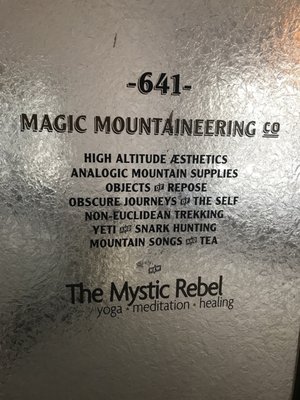 -641-
MAGIC MOUNTAINEERING CO
HIGH ALTITUDE ÆSTHETICS
ANALOGIC MOUNTAIN SUPPLIES
OBJECTS OF REPOSE
OBSCURE JOURNEYS OF THE SELF
NON-EUCLIDEAN TREKKING
YETI AND SNARK HUNTING
MOUNTAIN SONGS AND TEA
The Mystic Rebel
yoga • meditation • healing